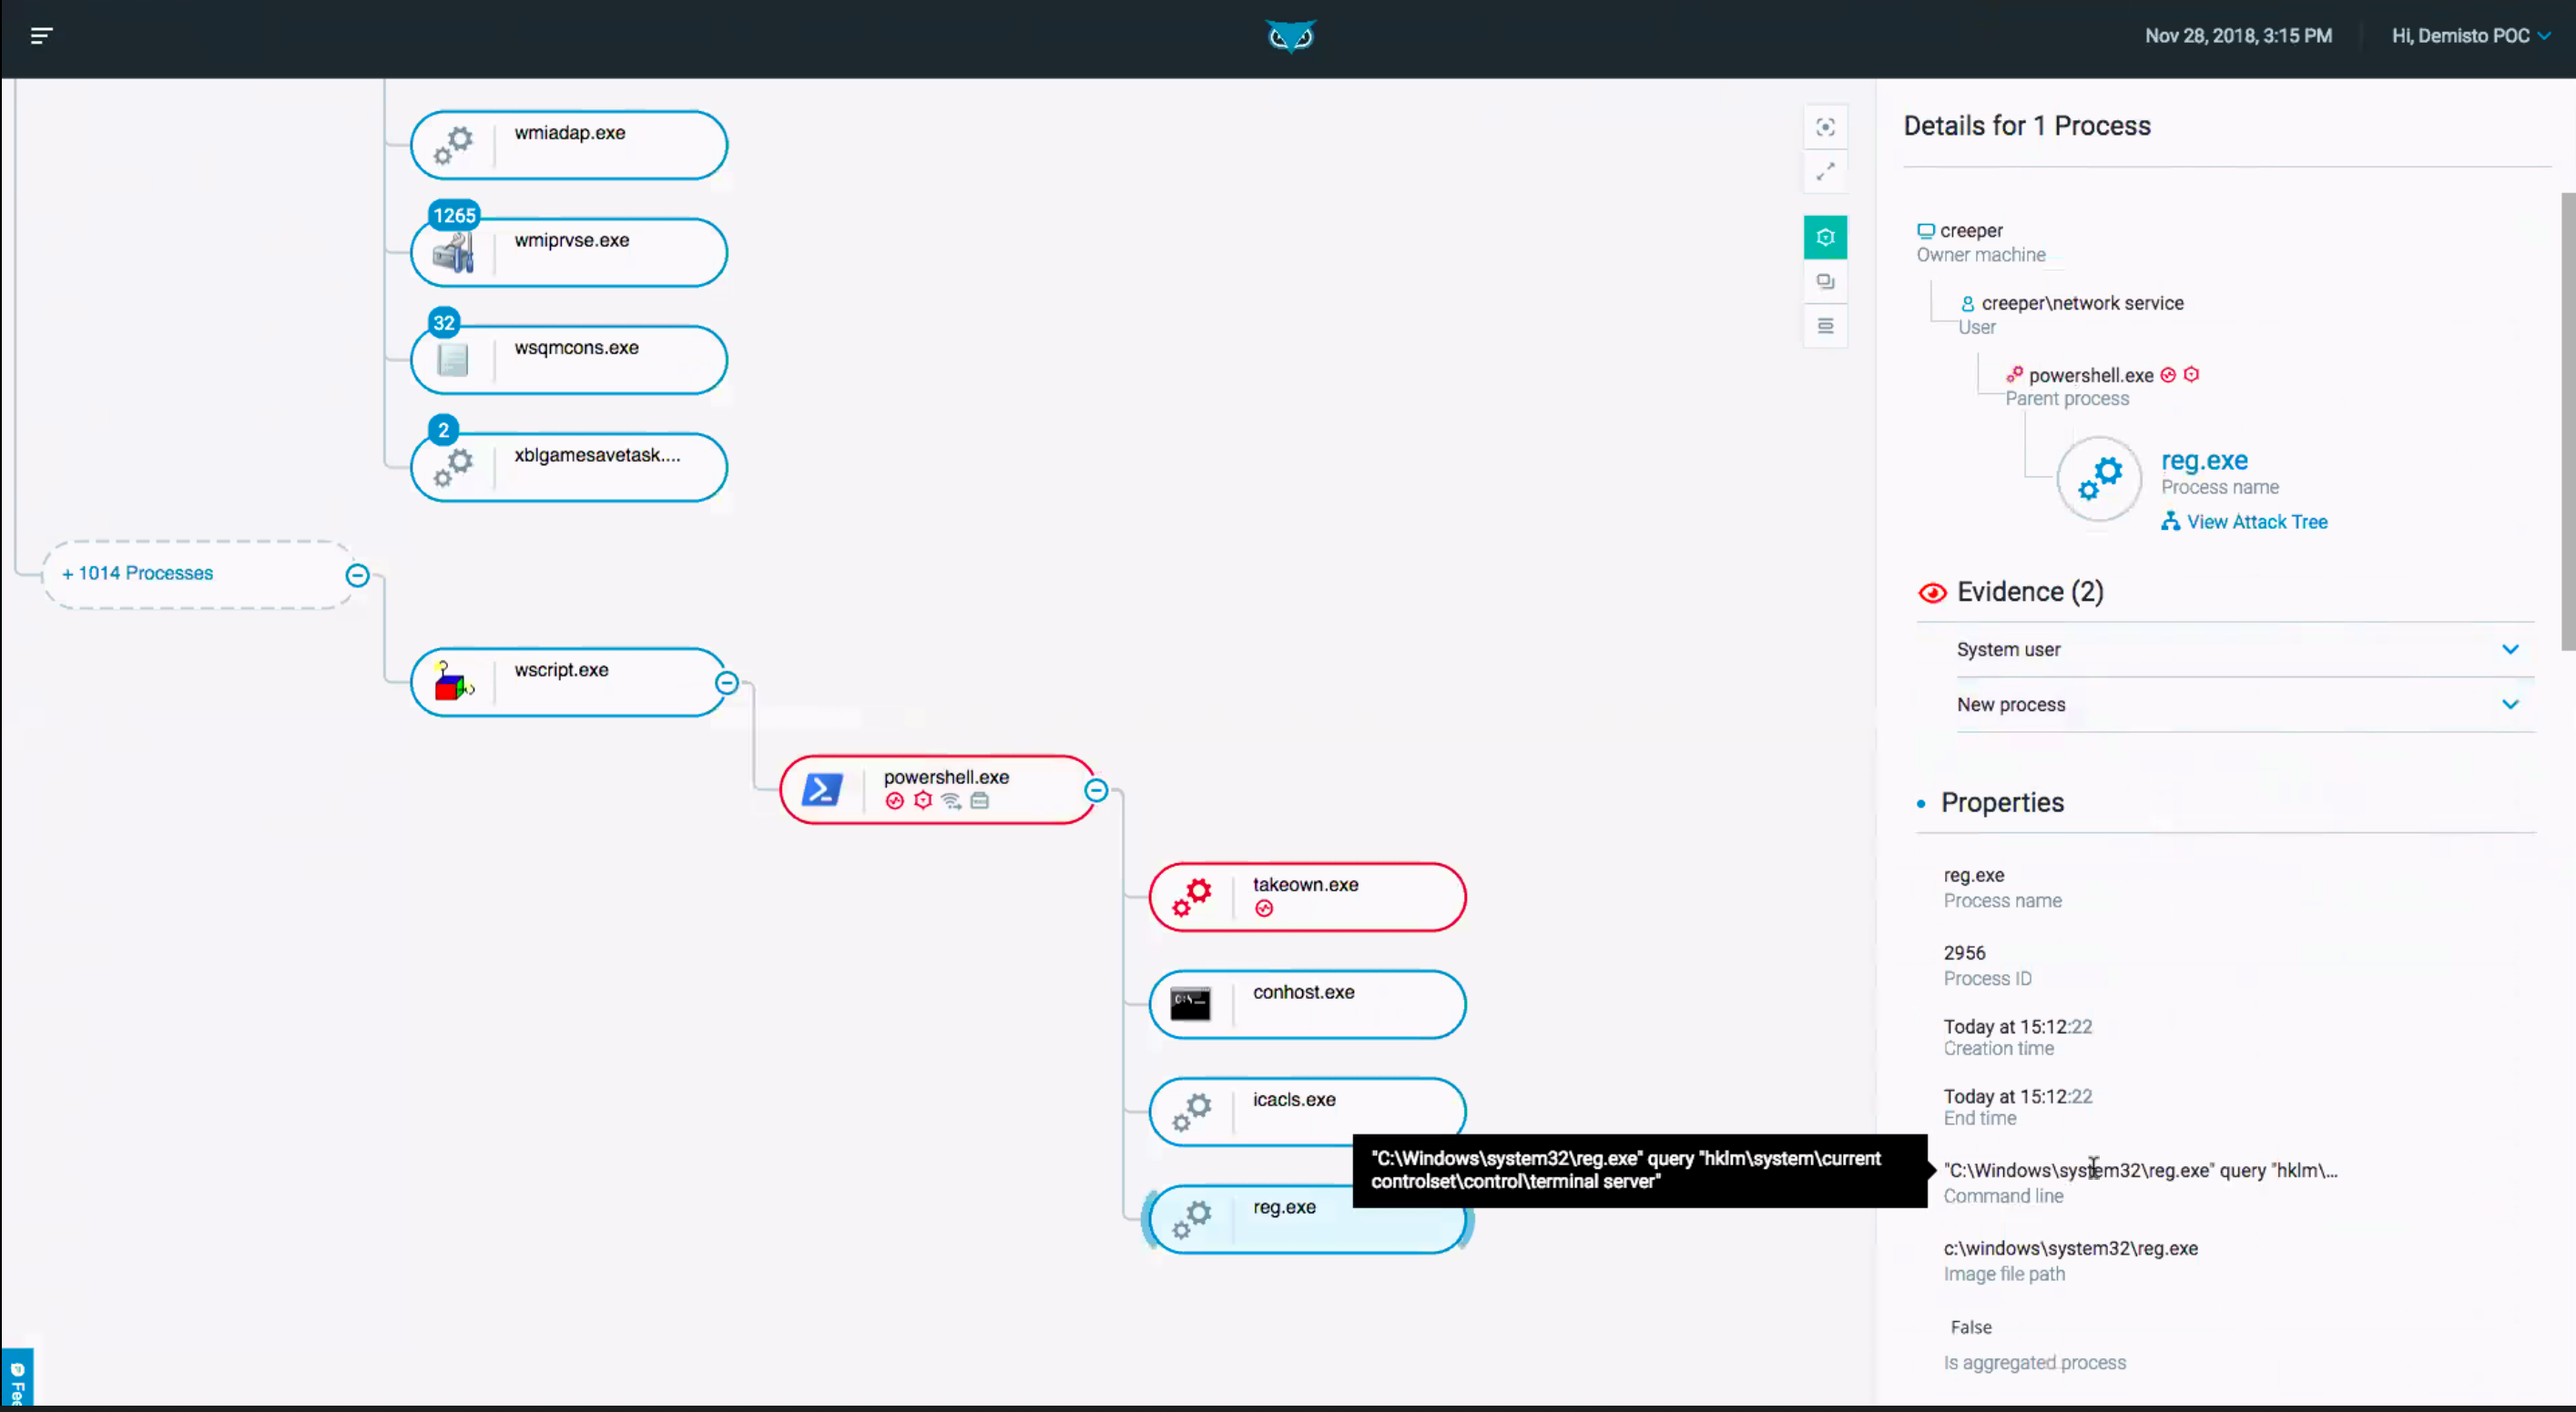 Nov 28, 2018, 3:15 PM
Hi, Demisto POC
wmiadap.exe
1265
wmiprvse.exe
32
wsqmcons.exe
2
xblgamesavetask....
+ 1014 Processes
wscript.exe
powershell.exe
takeown.exe
conhost.exe
C:\_
icacls.exe
reg.exe
"C:\Windows\system32\reg.exe" query "hklm\system\current
controlset\control\terminal server"
Details for 1 Process
creeper
Owner machine
creeper\network service
User
powershell.exe
Parent process
reg.exe
Process name
View Attack Tree
Evidence (2)
System user
New process
Properties
reg.exe
Process name
2956
Process ID
Today at 15:12:22
Creation time
Today at 15:12:22
End time
"C:\Windows\system32\reg.exe" query "hklm\...
Command line
c:\windows\system32\reg.exe
Image file path
False
Is aggregated process
Fee